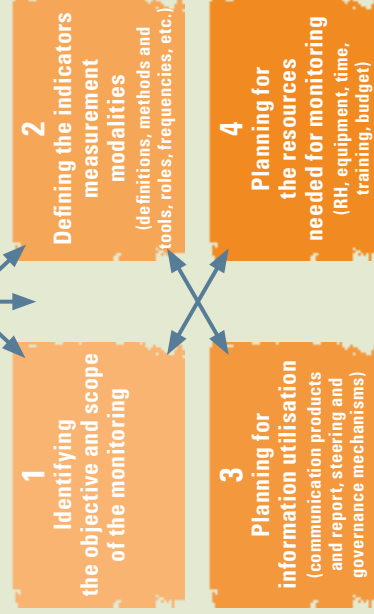 1
Identifying
the objective and scope
of the monitoring
2
Defining the indicators
measurement
modalities
(definitions, methods and
tools, roles, frequencies, etc.)
3
Planning for
information utilisation
(communication products
and report, steering and
governance mechanisms)
4
Planning for
the resources
needed for monitoring
(RH, equipment, time,
training, budget)